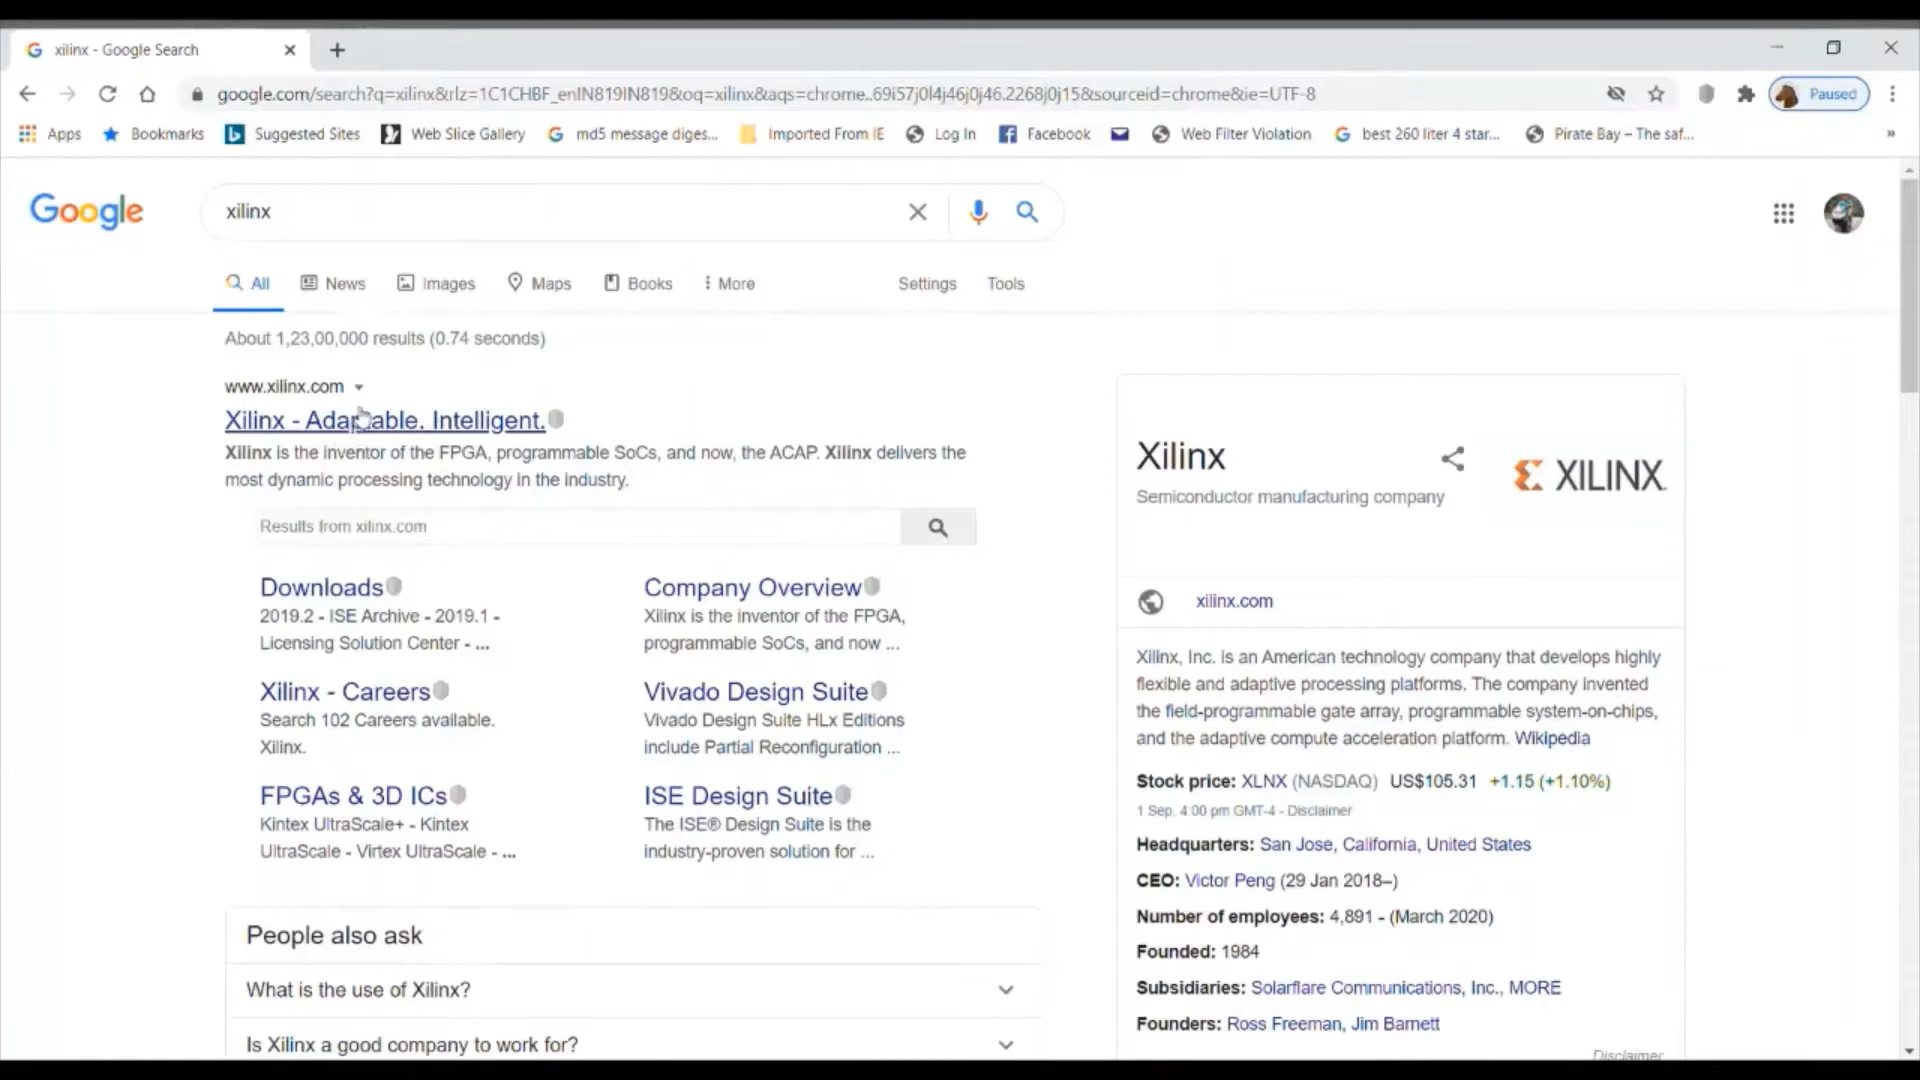 xilinx - Google Search
google.com/search?q=xilinx&rlz=1C1CHBF_enIN819IN819&oq=xilinx&aqs=chrome..69i57j0l4j46j0j46.2268j0j15&sourceid=chrome&ie=UTF-8
Paused
Apps Bookmarks Suggested Sites Web Slice Gallery md5 message diges... Imported From IE Log In Facebook Web Filter Violation best 260 liter 4 star... Pirate Bay – The saf... »
Google
xilinx
All News Images Maps Books More Settings Tools
About 1,23,00,000 results (0.74 seconds)
www.xilinx.com
Xilinx - Adaptable. Intelligent.
Xilinx is the inventor of the FPGA, programmable SoCs, and now, the ACAP. Xilinx delivers the
most dynamic processing technology in the industry.
Results from xilinx.com
Downloads
2019.2 - ISE Archive - 2019.1 -
Licensing Solution Center - ...
Company Overview
Xilinx is the inventor of the FPGA,
programmable SoCs, and now ...
Xilinx - Careers
Search 102 Careers available.
Xilinx.
Vivado Design Suite
Vivado Design Suite HLx Editions
include Partial Reconfiguration ...
FPGAs & 3D ICs
Kintex UltraScale+ - Kintex
UltraScale - Virtex UltraScale - ...
ISE Design Suite
The ISE® Design Suite is the
industry-proven solution for ...
People also ask
What is the use of Xilinx?
Is Xilinx a good company to work for?
Xilinx
Semiconductor manufacturing company
XILINX
xilinx.com
Xilinx, Inc. is an American technology company that develops highly
flexible and adaptive processing platforms. The company invented
the field-programmable gate array, programmable system-on-chips,
and the adaptive compute acceleration platform. Wikipedia
Stock price: XLNX (NASDAQ) US$105.31 +1.15 (+1.10%)
1 Sep, 4:00 pm GMT-4 - Disclaimer
Headquarters: San Jose, California, United States
CEO: Victor Peng (29 Jan 2018–)
Number of employees: 4,891 - (March 2020)
Founded: 1984
Subsidiaries: Solarflare Communications, Inc., MORE
Founders: Ross Freeman, Jim Barnett
Disclaimer